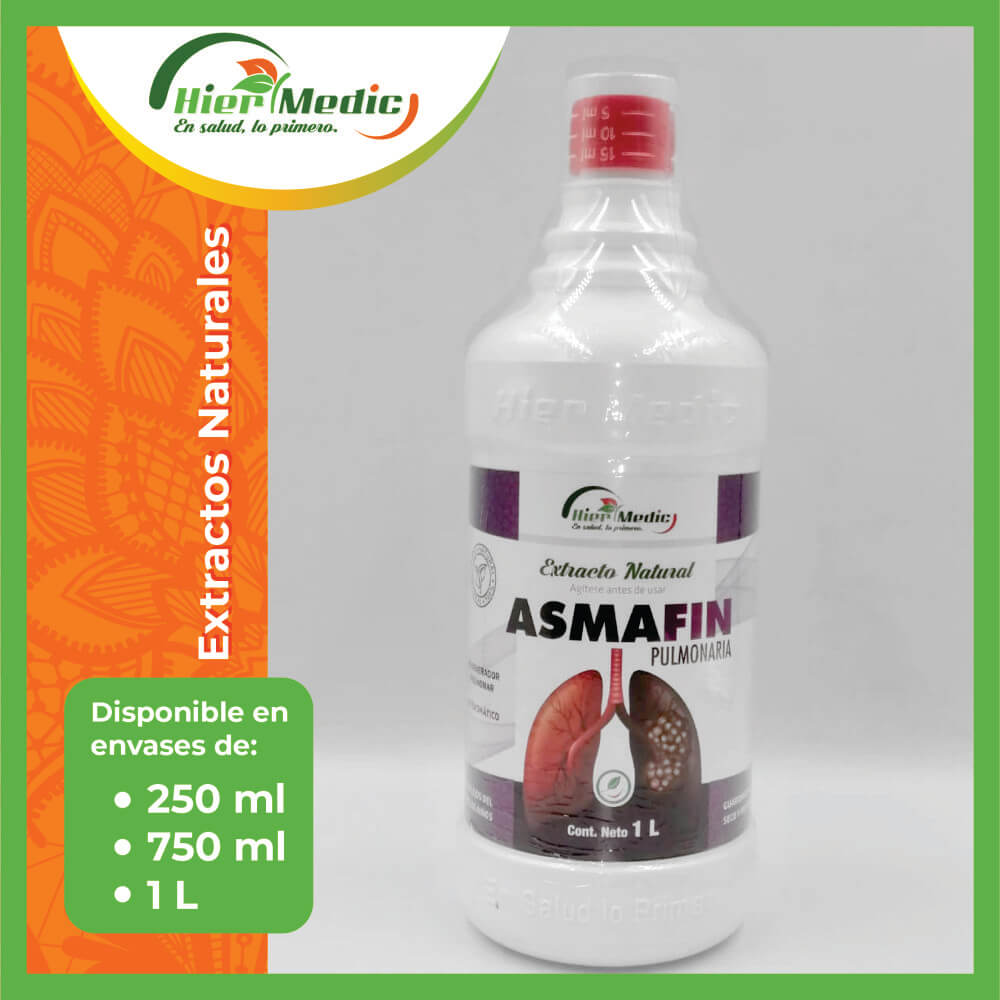 Hier Medic
En salud, lo primero.
Extractos Naturales
Disponible en
envases de:
• 250 ml
• 750 ml
• 1 L
5 ml
10 ml
15 ml
Hier Medic
Hier Medic
En salud, lo primero.
Extracto Natural
Agítese antes de usar
ASMAFIN
PULMONARIA
Cont. Neto 1 L
Salud lo